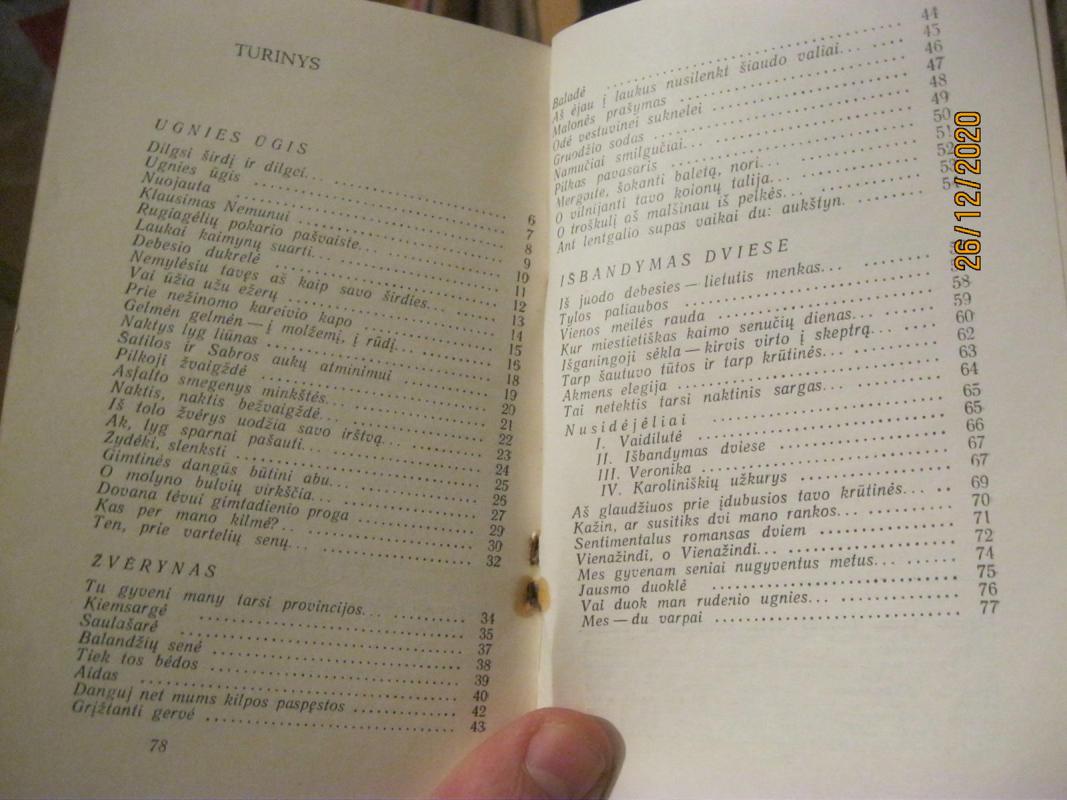 TURINYS
UGNIES ŪGIS
Dilgsi širdį ir dilgči... 6
Ugnies ūgis 7
Nuojauta 8
Klausimas Nemunui 9
Rugiagėlių pokario pašvaistė... 10
Laukai kaimynų suarti... 11
Debesio dukrelė 12
Nemylėsiu tavęs aš kaip savo širdies... 13
Vai ūžia užu ežerų 14
Prie nežinomo kareivio kapo 15
Gelmėn gelmėn — į molžemį, į rūdį... 16
Naktys lyg liūnas 18
Satilos ir Sabros aukų atminimui 19
Pilkoji žvaigždė 20
Asfalto smegenys minkštės... 21
Naktis, naktis bežvaigždė... 22
Iš tolo žvėrys uodžia savo irštvą... 23
Ak, lyg sparnai pašauti... 24
Žydėki, slenksti 25
Gimtinės dangūs būtini abu... 26
O molyno bulvių virkščia... 27
Dovana tėvui gimtadienio proga 29
Kas per mano kilmė?.. 30
Ten, prie vartelių senų... 32
ŽVĖRYNAS
Tu gyveni many tarsi provincijos... 34
Kiemsargė 35
Saulašarė 37
Balandžių senė 38
Tiek tos bėdos 39
Aidas 40
Danguj net mums kilpos paspęstos 42
Grįžtanti gervė 43
78
Baladė 44
Aš ėjau į laukus nusilenkt šiaudo valiai... 45
Malonės prašymas 46
Odė vestuvinei suknelei 47
Gruodžio sodas 48
Namučiai smilgučiai... 49
Pilkas pavasaris 50
Mergaite, šokanti baletą, nori... 51
O vilnijanti tavo kolonų talija... 52
O troškulį aš malšinau iš pelkės... 53
Ant lentgalio supas vaikai du: aukštyn. 54
IŠBANDYMAS DVIESE
Iš juodo debesies — lietutis menkas...
Tylos paliaubos 58
Vienos meilės rauda 59
Kur miestietiškas kaimo senučių dienas... 60
Išganingoji sėkla — kirvis virto į skeptrą... 62
Tarp šautuvo tūtos ir tarp krūtinės... 63
Akmens elegija 64
Tai netektis tarsi naktinis sargas... 65
Nusidėjėliai
I. Vaidilutė 65
II. Išbandymas dviese 66
III. Veronika 67
IV. Karoliniškių užkurys 67
Aš glaudžiuos prie įdubusios tavo krūtinės... 69
Kažin, ar susitiks dvi mano rankos... 70
Sentimentalus romansas dviem 71
Vienažindi, o Vienažindi... 72
Mes gyvenam seniai nugyventus metus... 74
Jausmo duoklė 75
Vai duok man rudenio ugnies... 76
Mes — du varpai 77
26/12/2020